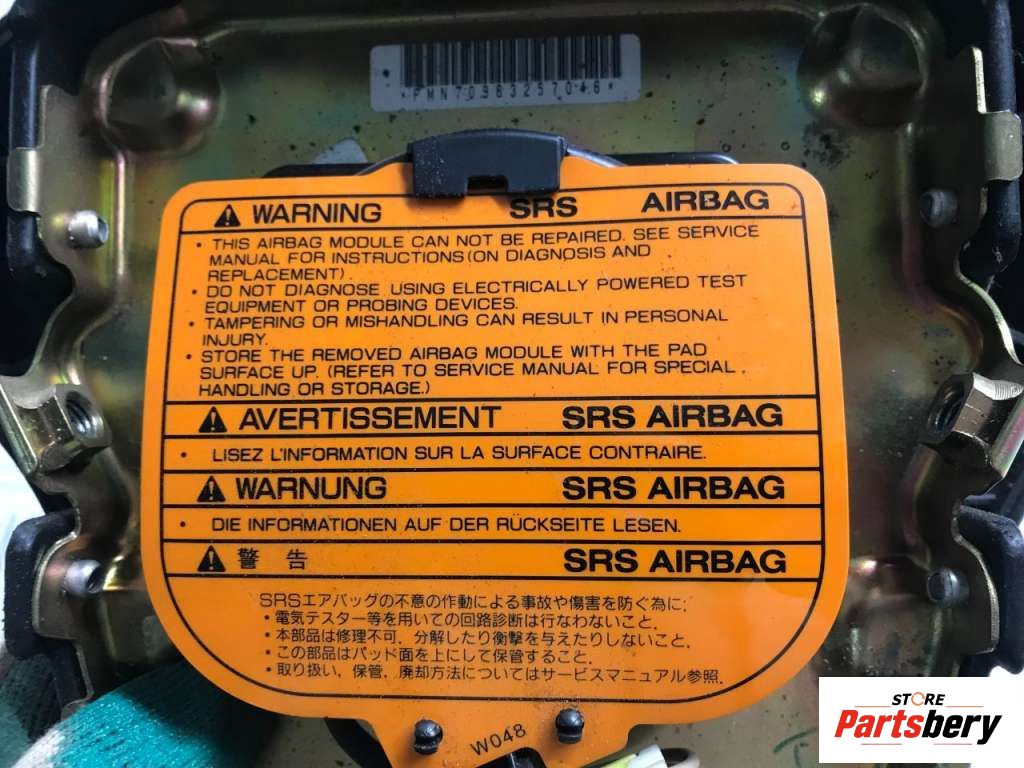 *PMN70963257046*
WARNING SRS AIRBAG
• THIS AIRBAG MODULE CAN NOT BE REPAIRED. SEE SERVICE
MANUAL FOR INSTRUCTIONS (ON DIAGNOSIS AND
REPLACEMENT).
• DO NOT DIAGNOSE USING ELECTRICALLY POWERED TEST
EQUIPMENT OR PROBING DEVICES.
• TAMPERING OR MISHANDLING CAN RESULT IN PERSONAL
INJURY.
• STORE THE REMOVED AIRBAG MODULE WITH THE PAD
SURFACE UP. (REFER TO SERVICE MANUAL FOR SPECIAL
HANDLING OR STORAGE.)
AVERTISSEMENT SRS AIRBAG
• LISEZ L'INFORMATION SUR LA SURFACE CONTRAIRE.
WARNUNG SRS AIRBAG
• DIE INFORMATIONEN AUF DER RÜCKSEITE LESEN.
警告 SRS AIRBAG
SRSエアバッグの不意の作動による事故や傷害を防ぐ為に:
・電気テスター等を用いての回路診断は行なわないこと.
・本部品は修理不可. 分解したり衝撃を与えたりしないこと.
・この部品はパッド面を上にして保管すること.
・取り扱い, 保管, 廃却方法についてはサービスマニュアル参照.
W048
STORE
Partsbery